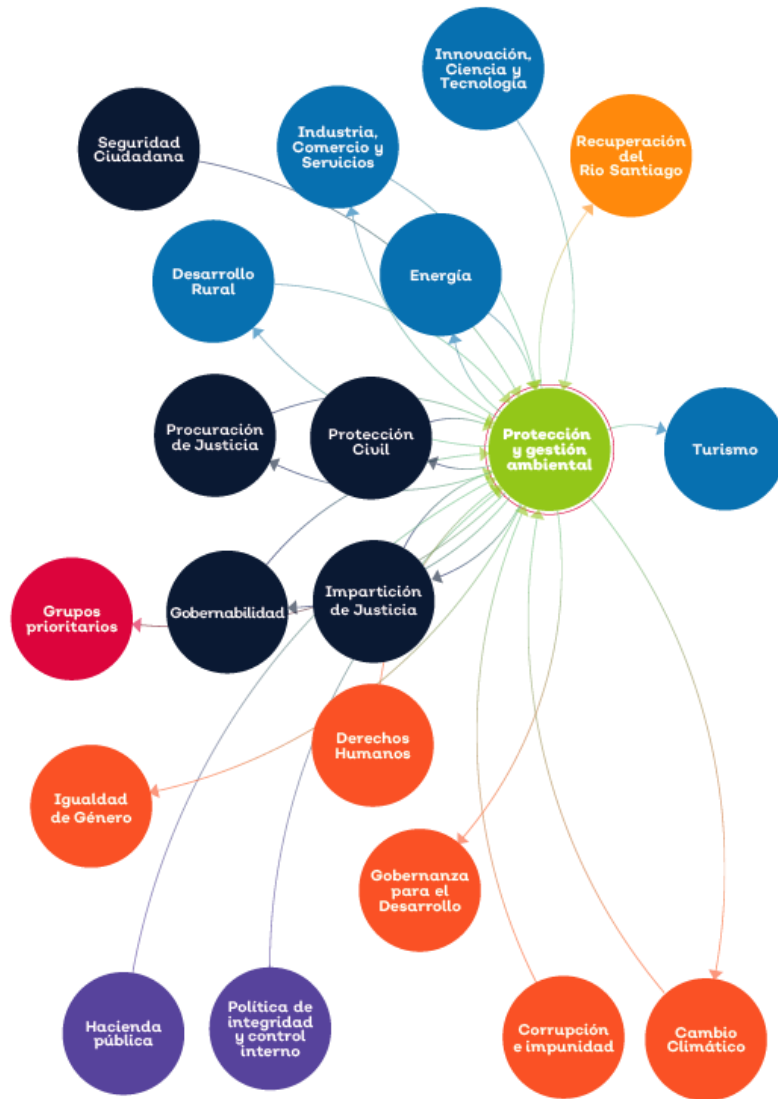 Innovación,
Ciencia y
Tecnología
Seguridad
Ciudadana
Industria,
Comercio y
Servicios
Recuperación
del
Rio Santiago
Desarrollo
Rural
Energía
Procuración
de Justicia
Protección
Civil
Protección
y gestión
ambiental
Turismo
Grupos
prioritarios
Gobernabilidad
Impartición
de Justicia
Derechos
Humanos
Igualdad
de Género
Gobernanza
para el
Desarrollo
Hacienda
pública
Política de
integridad
y control
interno
Corrupción
e impunidad
Cambio
Climático